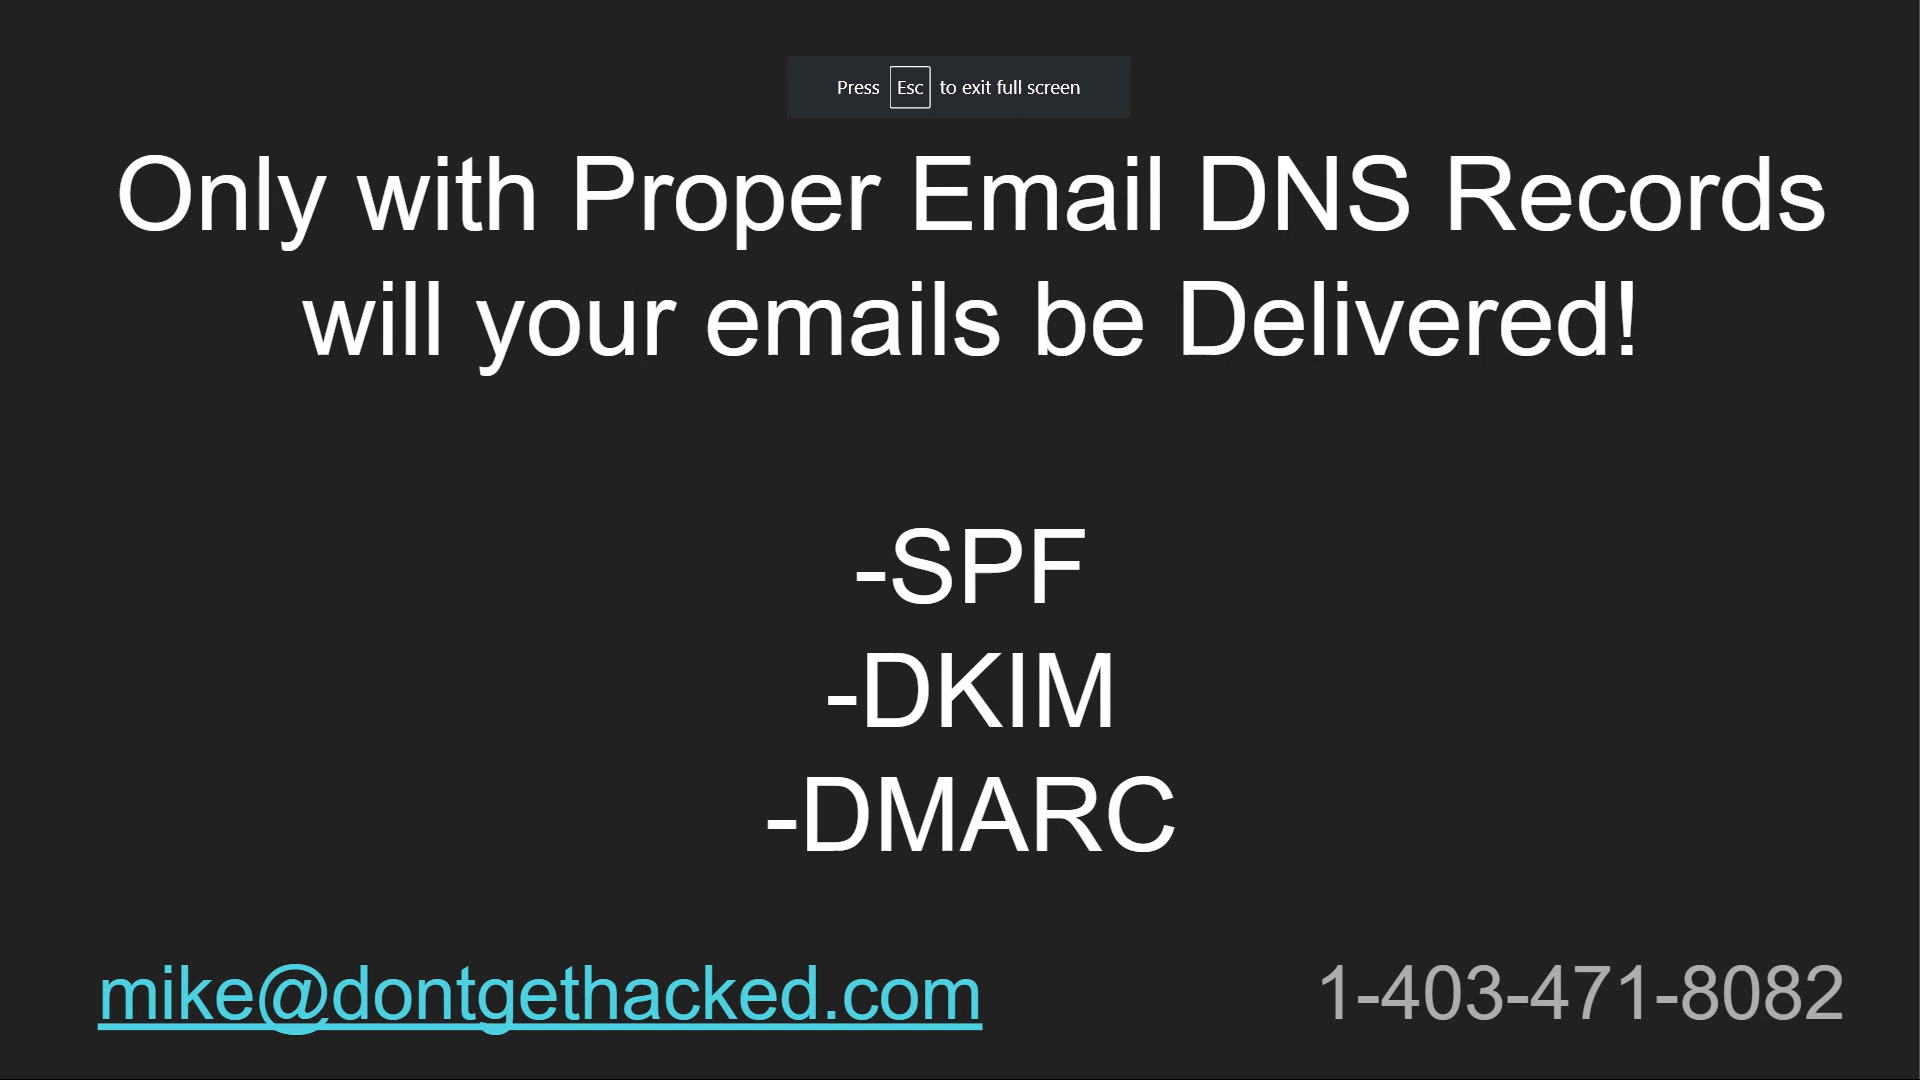 Press Esc to exit full screen
Only with Proper Email DNS Records
will your emails be Delivered!
-SPF
-DKIM
-DMARC
mike@dontgethacked.com
1-403-471-8082